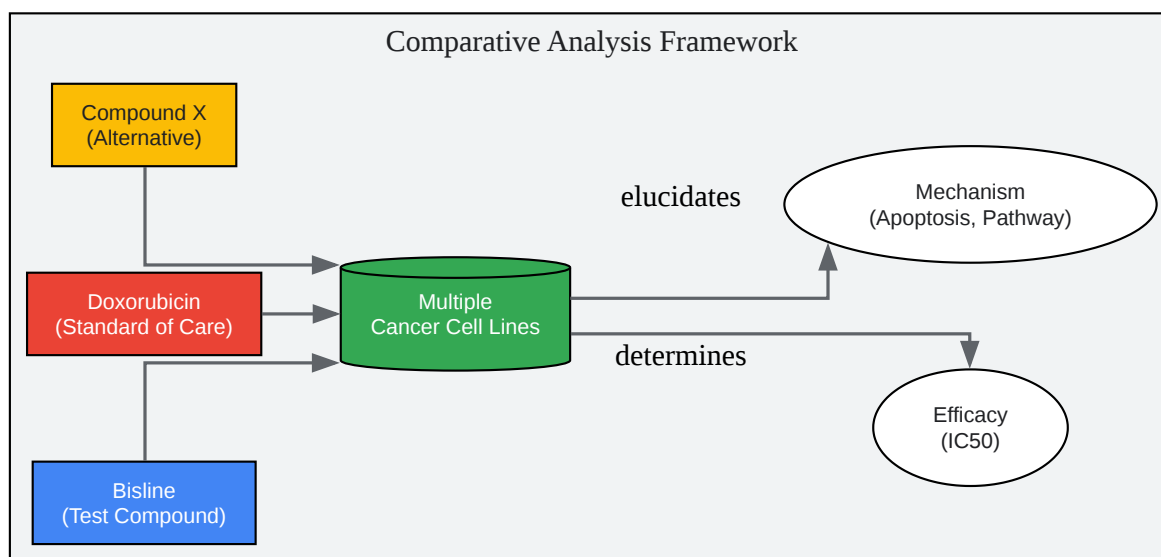 Comparative Analysis Framework
Compound X
(Alternative)
elucidates
Mechanism
(Apoptosis, Pathway)
Doxorubicin
(Standard of Care)
Multiple
Cancer Cell Lines
determines
Efficacy
(IC50)
Bisline
(Test Compound)